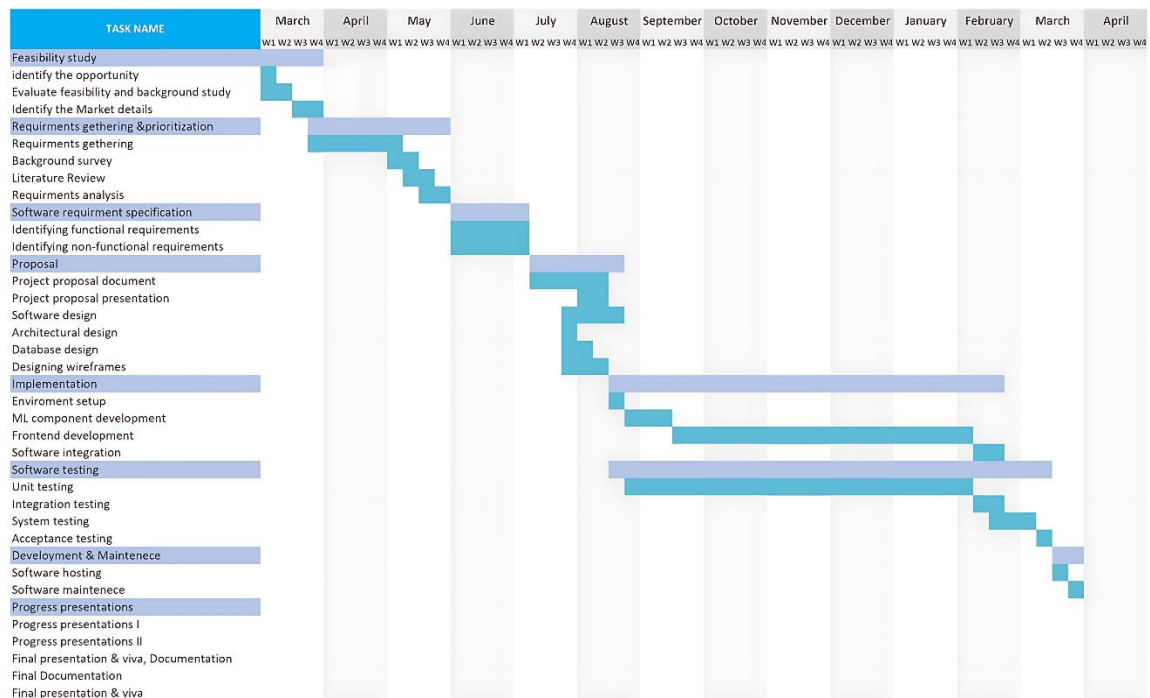 TASK NAME
March April May June July August September October November December January February March April
W1 W2 W3 W4 W1 W2 W3 W4 W1 W2 W3 W4 W1 W2 W3 W4 W1 W2 W3 W4 W1 W2 W3 W4 W1 W2 W3 W4 W1 W2 W3 W4 W1 W2 W3 W4 W1 W2 W3 W4 W1 W2 W3 W4 W1 W2 W3 W4 W1 W2 W3 W4 W1 W2 W3 W4
Feasibility study
identify the opportunity
Evaluate feasibility and background study
Identify the Market details
Requirments gathering &prioritization
Requirments gethering
Background survey
Literature Review
Requirments analysis
Software requirment specification
Identifying functional requirements
Identifying non-functional requirements
Proposal
Project proposal document
Project proposal presentation
Software design
Architectural design
Database design
Designing wireframes
Implementation
Enviroment setup
ML component development
Frontend development
Software integration
Software testing
Unit testing
Integration testing
System testing
Acceptance testing
Development & Maintenece
Software hosting
Software maintenece
Progress presentations
Progress presentations I
Progress presentations II
Final presentation & viva, Documentation
Final Documentation
Final presentation & viva